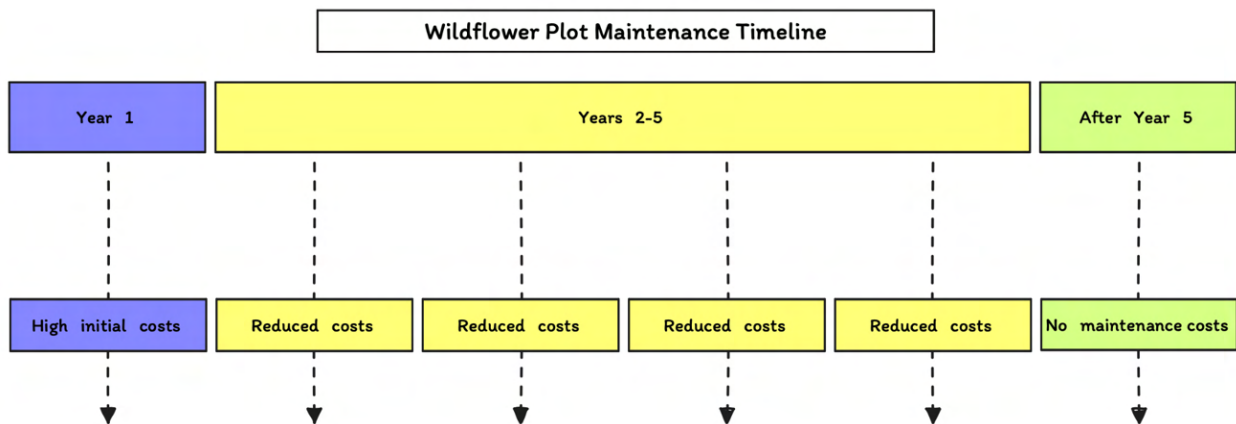 Wildflower Plot Maintenance Timeline
Year 1
Years 2-5
After Year 5
High initial costs
Reduced costs
Reduced costs
Reduced costs
Reduced costs
No maintenance costs